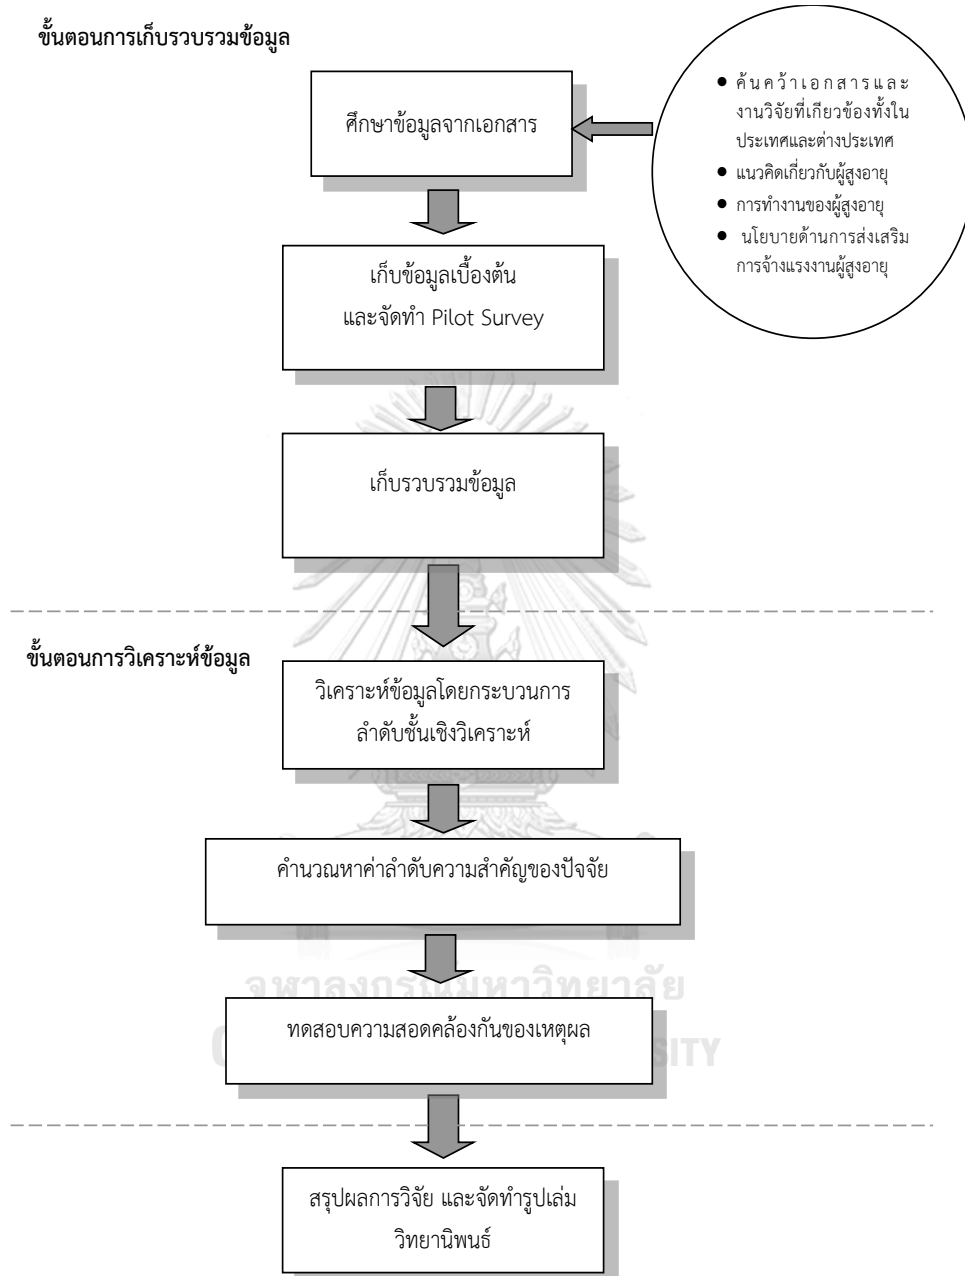 ขั้นตอนการเก็บรวบรวมข้อมูล
ศึกษาข้อมูลจากเอกสาร
● ค้นคว้าเอกสารและ
งานวิจัยที่เกี่ยวข้องทั้งใน
ประเทศและต่างประเทศ
● แนวคิดเกี่ยวกับผู้สูงอายุ
● การทำงานของผู้สูงอายุ
● นโยบายด้านการส่งเสริม
การจ้างแรงงานผู้สูงอายุ
เก็บข้อมูลเบื้องต้น
และจัดทำ Pilot Survey
เก็บรวบรวมข้อมูล
ขั้นตอนการวิเคราะห์ข้อมูล
วิเคราะห์ข้อมูลโดยกระบวนการ
ลำดับชั้นเชิงวิเคราะห์
คำนวณหาค่าลำดับความสำคัญของปัจจัย
จุฬาลงกรณ์มหาวิทยาลัย
ทดสอบความสอดคล้องกันของเหตุผล
สรุปผลการวิจัย และจัดทำรูปเล่ม
วิทยานิพนธ์